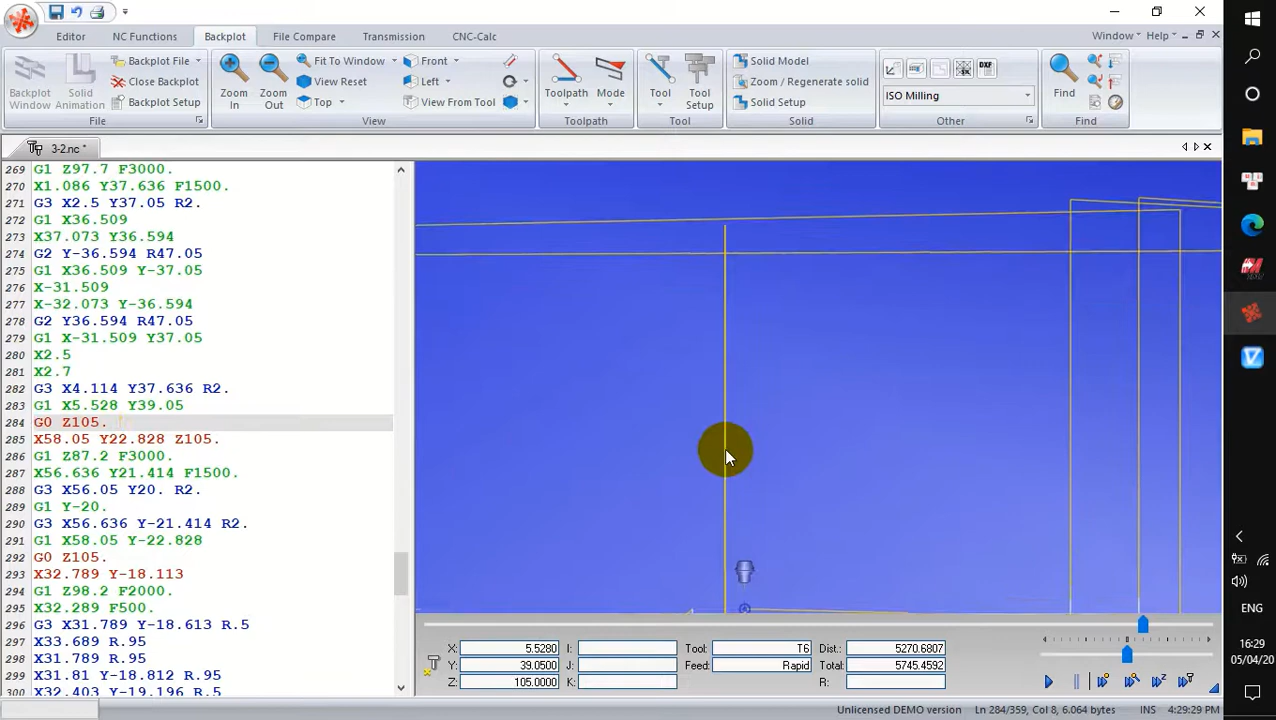 Editor NC Functions Backplot File Compare Transmission CNC-Calc Window Help
Backplot Window
Solid Animation
Backplot File
Close Backplot
Backplot Setup
File
Zoom In
Zoom Out
Fit To Window
View Reset
Top
Front
Left
View From Tool
View
Toolpath
Mode
Toolpath
Tool
Tool Setup
Tool
Solid Model
Zoom / Regenerate solid
Solid Setup
Solid
DXF
ISO Milling
Other
Find
Find
3-2.nc *
269 G1 Z97.7 F3000.
270 X1.086 Y37.636 F1500.
271 G3 X2.5 Y37.05 R2.
272 G1 X36.509
273 X37.073 Y36.594
274 G2 Y-36.594 R47.05
275 G1 X36.509 Y-37.05
276 X-31.509
277 X-32.073 Y-36.594
278 G2 Y36.594 R47.05
279 G1 X-31.509 Y37.05
280 X2.5
281 X2.7
282 G3 X4.114 Y37.636 R2.
283 G1 X5.528 Y39.05
284 G0 Z105.
285 X58.05 Y22.828 Z105.
286 G1 Z87.2 F3000.
287 X56.636 Y21.414 F1500.
288 G3 X56.05 Y20. R2.
289 G1 Y-20.
290 G3 X56.636 Y-21.414 R2.
291 G1 X58.05 Y-22.828
292 G0 Z105.
293 X32.789 Y-18.113
294 G1 Z98.2 F2000.
295 X32.289 F500.
296 G3 X31.789 Y-18.613 R.5
297 X33.689 R.95
298 X31.789 R.95
299 X31.81 Y-18.812 R.95
300 X32.403 Y-19.196 R.5
X: 5.5280 I: Tool: T6 Dist.: 5270.6807
Y: 39.0500 J: Feed: Rapid Total: 5745.4592
Z: 105.0000 K: R:
Unlicensed DEMO version Ln 284/359, Col 8, 6.064 bytes INS 4:29:29 PM
ENG
16:29
05/04/20